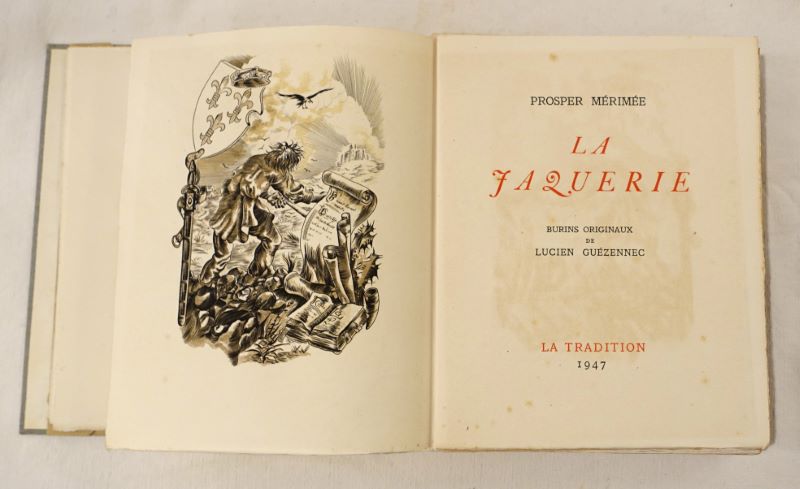 PROSPER MÉRIMÉE
LA
JAQUERIE
BURINS ORIGINAUX
DE
LUCIEN GUÉZENNEC
LA TRADITION
1947